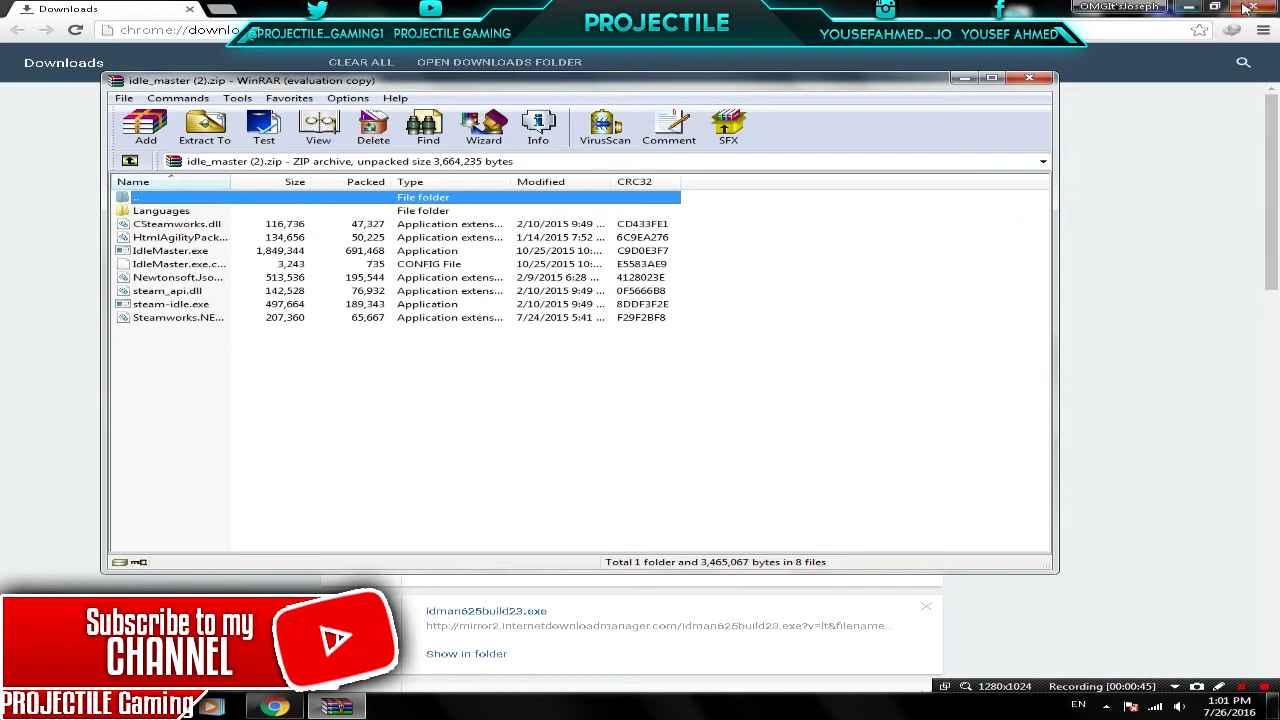 Downloads
OMGIt'sJoseph
chrome://downlo
@PROJECTILE_GAMING1 PROJECTILE GAMING
PROJECTILE
YOUSEFAHMED_JO YOUSEF AHMED
Downloads
CLEAR ALL OPEN DOWNLOADS FOLDER
idle_master (2).zip - WinRAR (evaluation copy)
File Commands Tools Favorites Options Help
Add Extract To Test View Delete Find Wizard Info VirusScan Comment SFX
idle_master (2).zip - ZIP archive, unpacked size 3,664,235 bytes
Name Size Packed Type Modified CRC32
.. File folder
Languages File folder
CSteamworks.dll 116,736 47,327 Application extens... 2/10/2015 9:49 ... CD433FE1
HtmlAgilityPack... 134,656 50,225 Application extens... 1/14/2015 7:52 ... 6C9EA276
IdleMaster.exe 1,849,344 691,468 Application 10/25/2015 10:... C9D0E3F7
IdleMaster.exe.c... 3,243 735 CONFIG File 10/25/2015 10:... E5583AE9
Newtonsoft.Jso... 513,536 195,544 Application extens... 2/9/2015 6:28 ... 4128023E
steam_api.dll 142,528 76,932 Application extens... 2/10/2015 9:49 ... 0F5666B8
steam-idle.exe 497,664 189,343 Application 2/10/2015 9:49 ... 8DDF3F2E
Steamworks.NE... 207,360 65,667 Application extens... 7/24/2015 5:41 ... F29F2BF8
Total 1 folder and 3,465,067 bytes in 8 files
idman625build23.exe
http://mirror2.internetdownloadmanager.com/idman625build23.exe?v=lt&filename...
Show in folder
Subscribe to my
CHANNEL
PROJECTILE Gaming
1280x1024 Recording [00:00:45]
EN
1:01 PM
7/26/2016